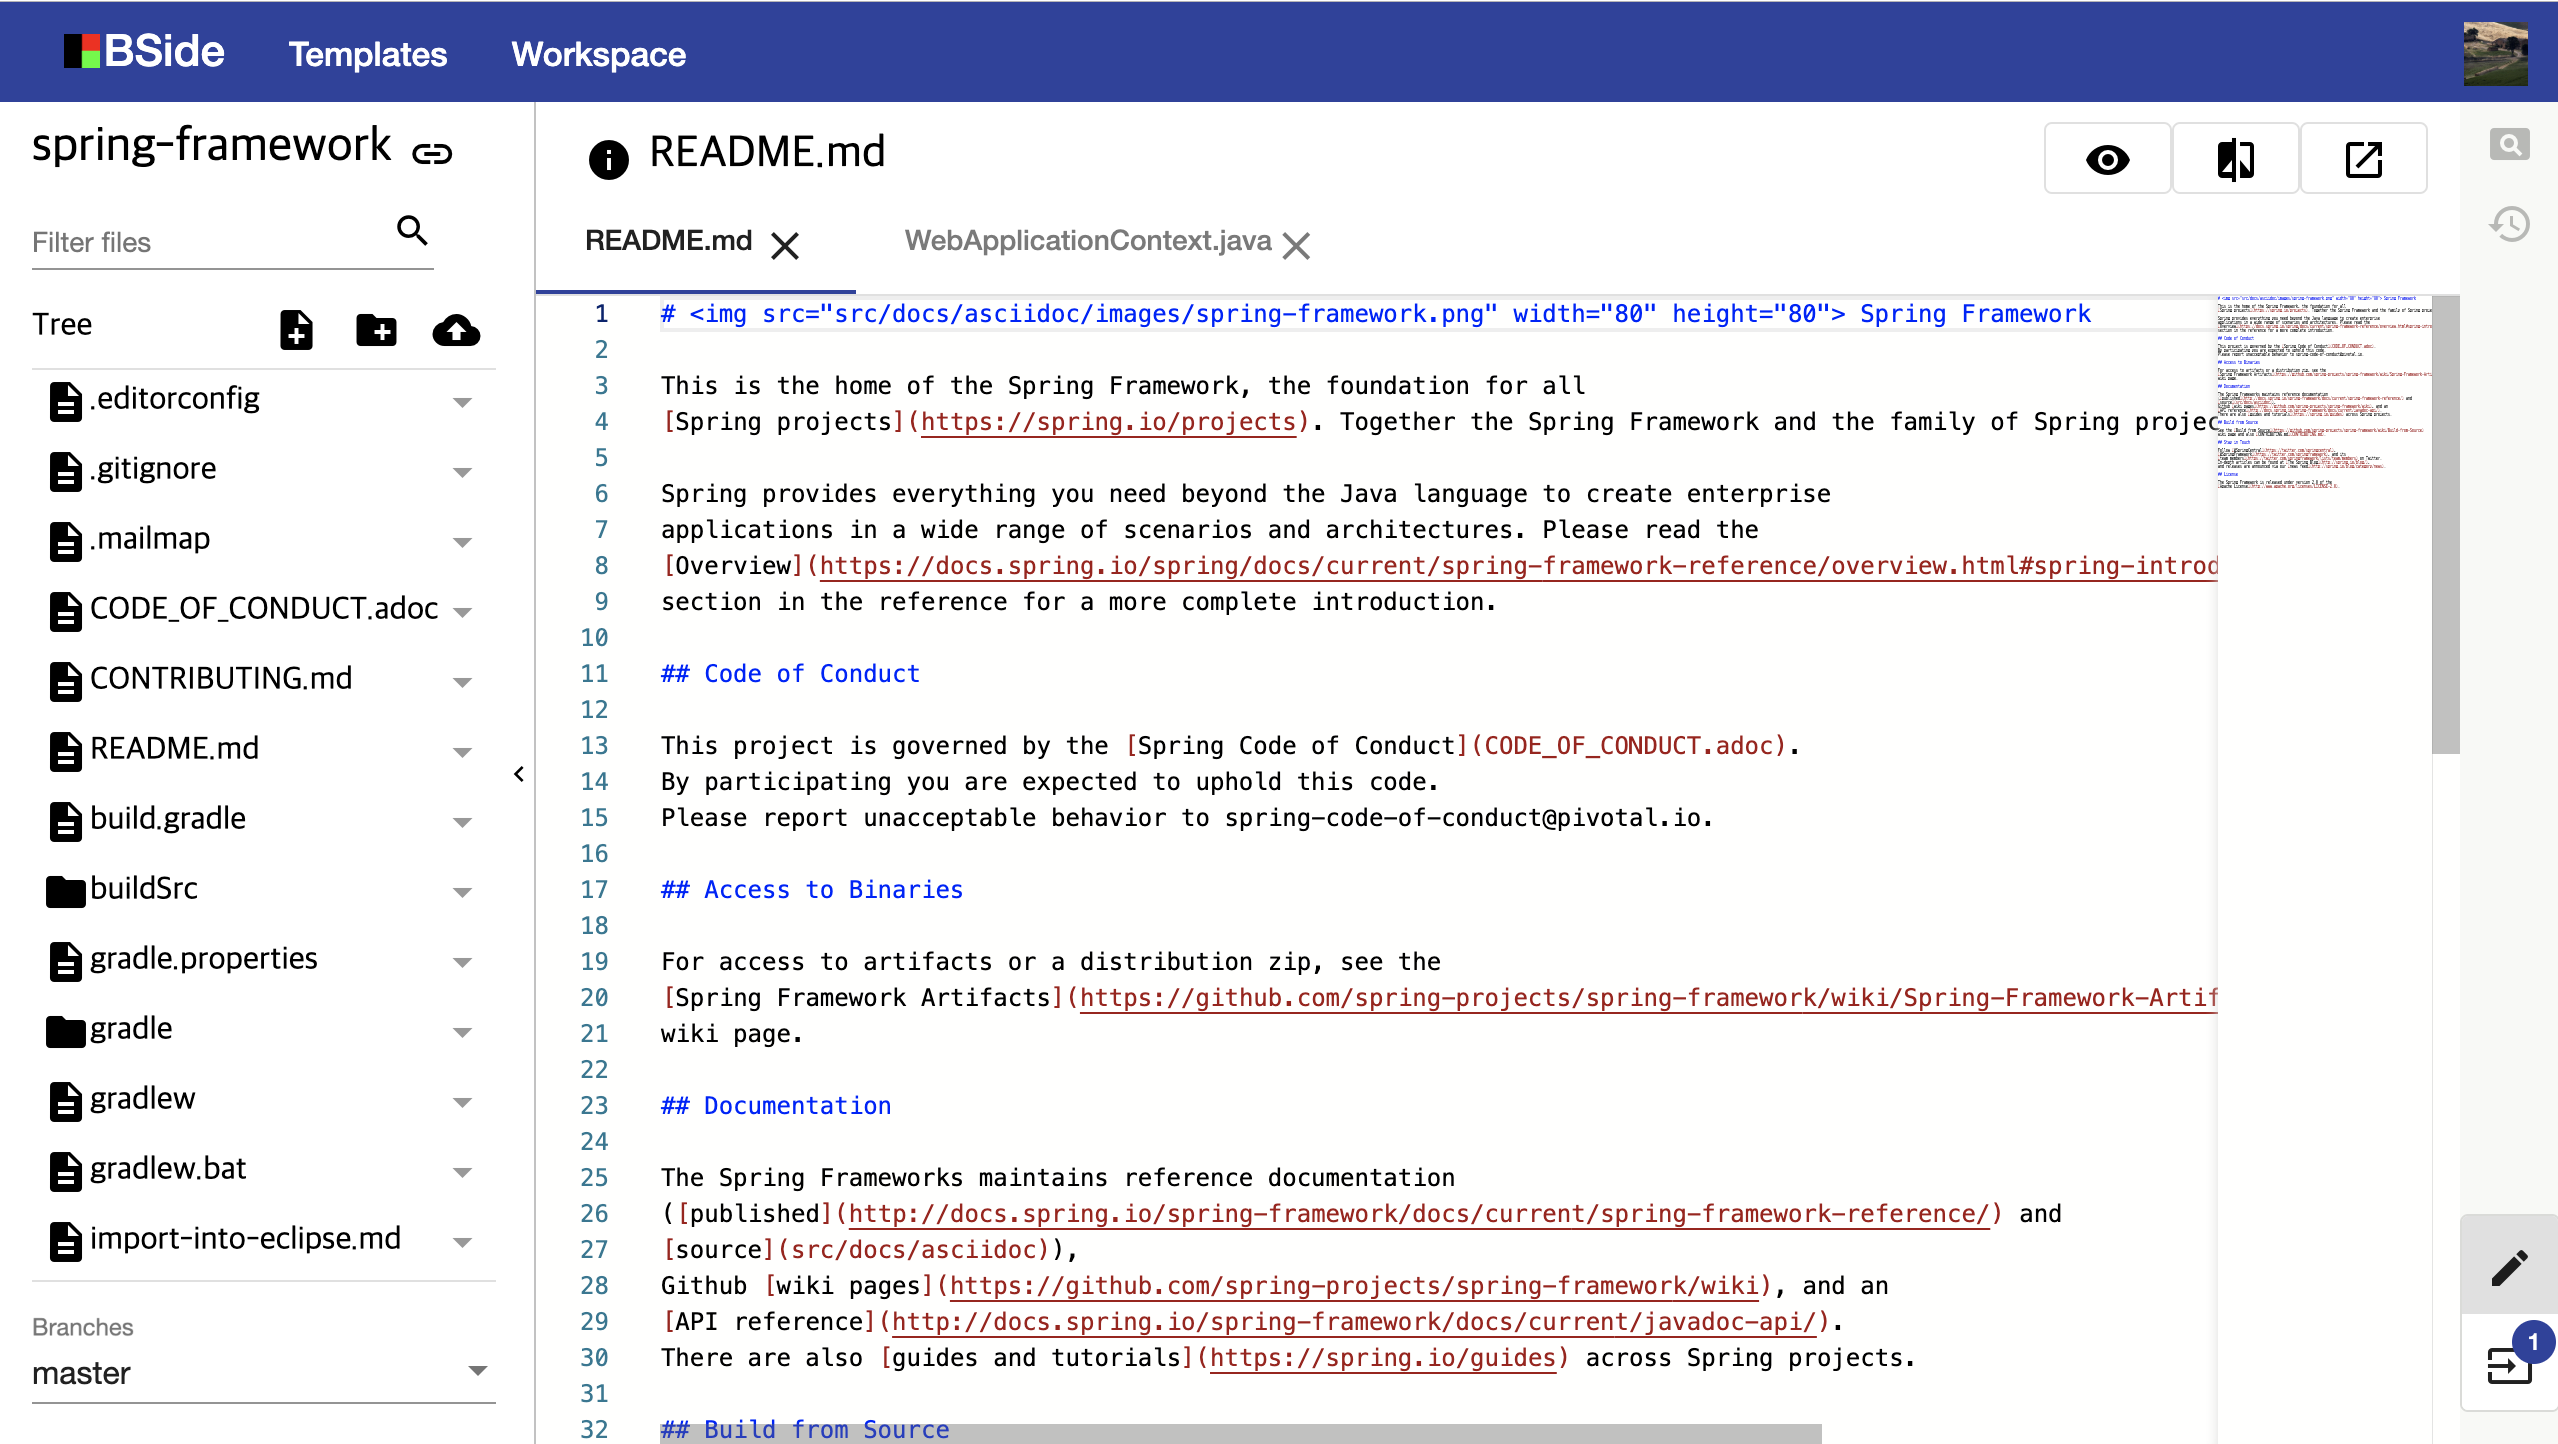 BSide
Templates
Workspace
spring-framework
Filter files
Tree
.editorconfig
.gitignore
.mailmap
CODE_OF_CONDUCT.adoc
CONTRIBUTING.md
README.md
build.gradle
buildSrc
gradle.properties
gradle
gradlew
gradlew.bat
import-into-eclipse.md
Branches
master
README.md
README.md
WebApplicationContext.java
1 # <img src="src/docs/asciidoc/images/spring-framework.png" width="80" height="80"> Spring Framework
2
3 This is the home of the Spring Framework, the foundation for all
4 [Spring projects](https://spring.io/projects). Together the Spring Framework and the family of Spring projec
5
6 Spring provides everything you need beyond the Java language to create enterprise
7 applications in a wide range of scenarios and architectures. Please read the
8 [Overview](https://docs.spring.io/spring/docs/current/spring-framework-reference/overview.html#spring-introd
9 section in the reference for a more complete introduction.
10
11 ## Code of Conduct
12
13 This project is governed by the [Spring Code of Conduct](CODE_OF_CONDUCT.adoc).
14 By participating you are expected to uphold this code.
15 Please report unacceptable behavior to spring-code-of-conduct@pivotal.io.
16
17 ## Access to Binaries
18
19 For access to artifacts or a distribution zip, see the
20 [Spring Framework Artifacts](https://github.com/spring-projects/spring-framework/wiki/Spring-Framework-Artif
21 wiki page.
22
23 ## Documentation
24
25 The Spring Frameworks maintains reference documentation
26 ([published](http://docs.spring.io/spring-framework/docs/current/spring-framework-reference/) and
27 [source](src/docs/asciidoc)),
28 Github [wiki pages](https://github.com/spring-projects/spring-framework/wiki), and an
29 [API reference](http://docs.spring.io/spring-framework/docs/current/javadoc-api/).
30 There are also [guides and tutorials](https://spring.io/guides) across Spring projects.
31
32 ## Build from Source
1